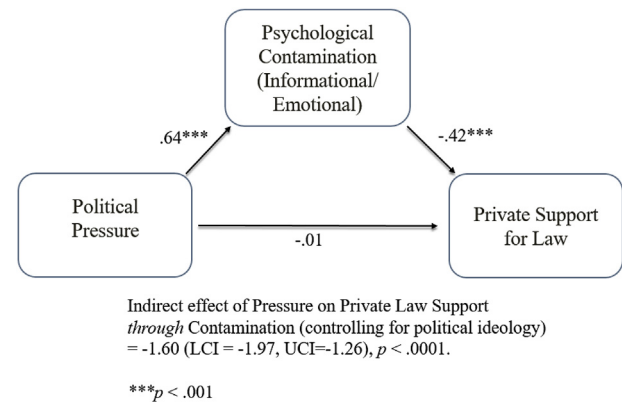 Psychological
Contamination
(Informational/
Emotional)
.64***
-.42***
Political
Pressure
Private Support
for Law
-.01
Indirect effect of Pressure on Private Law Support
through Contamination (controlling for political ideology)
= -1.60 (LCI = -1.97, UCI=-1.26), p < .0001.
***p < .001